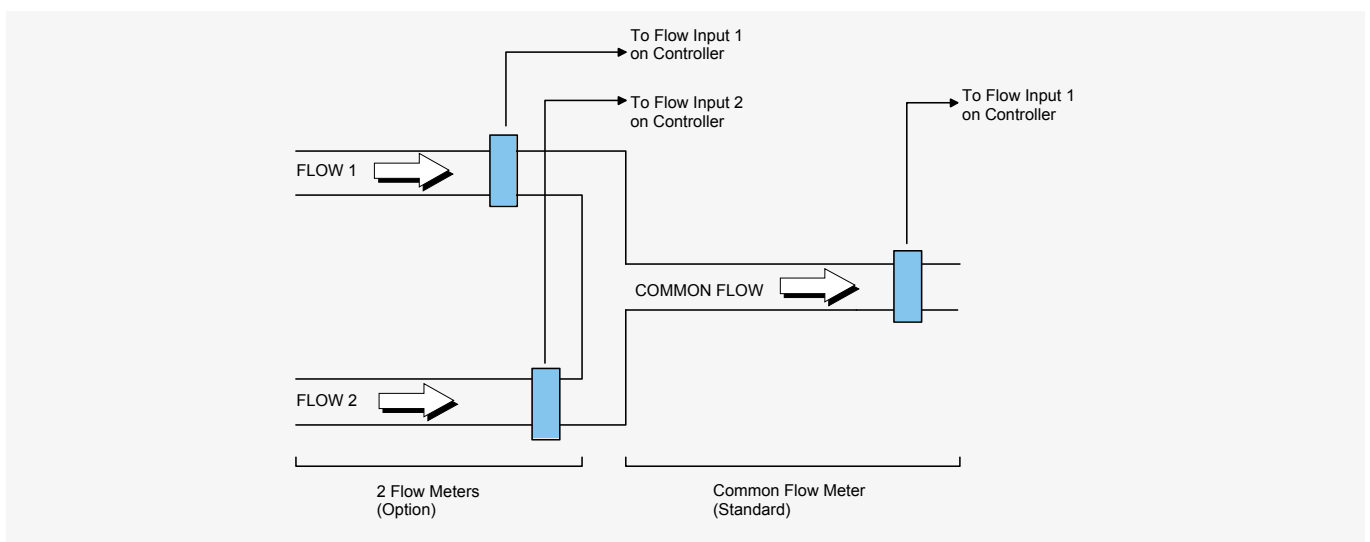 To Flow Input 1
on Controller
To Flow Input 2
on Controller
To Flow Input 1
on Controller
FLOW 1
COMMON FLOW
FLOW 2
2 Flow Meters
(Option)
Common Flow Meter
(Standard)